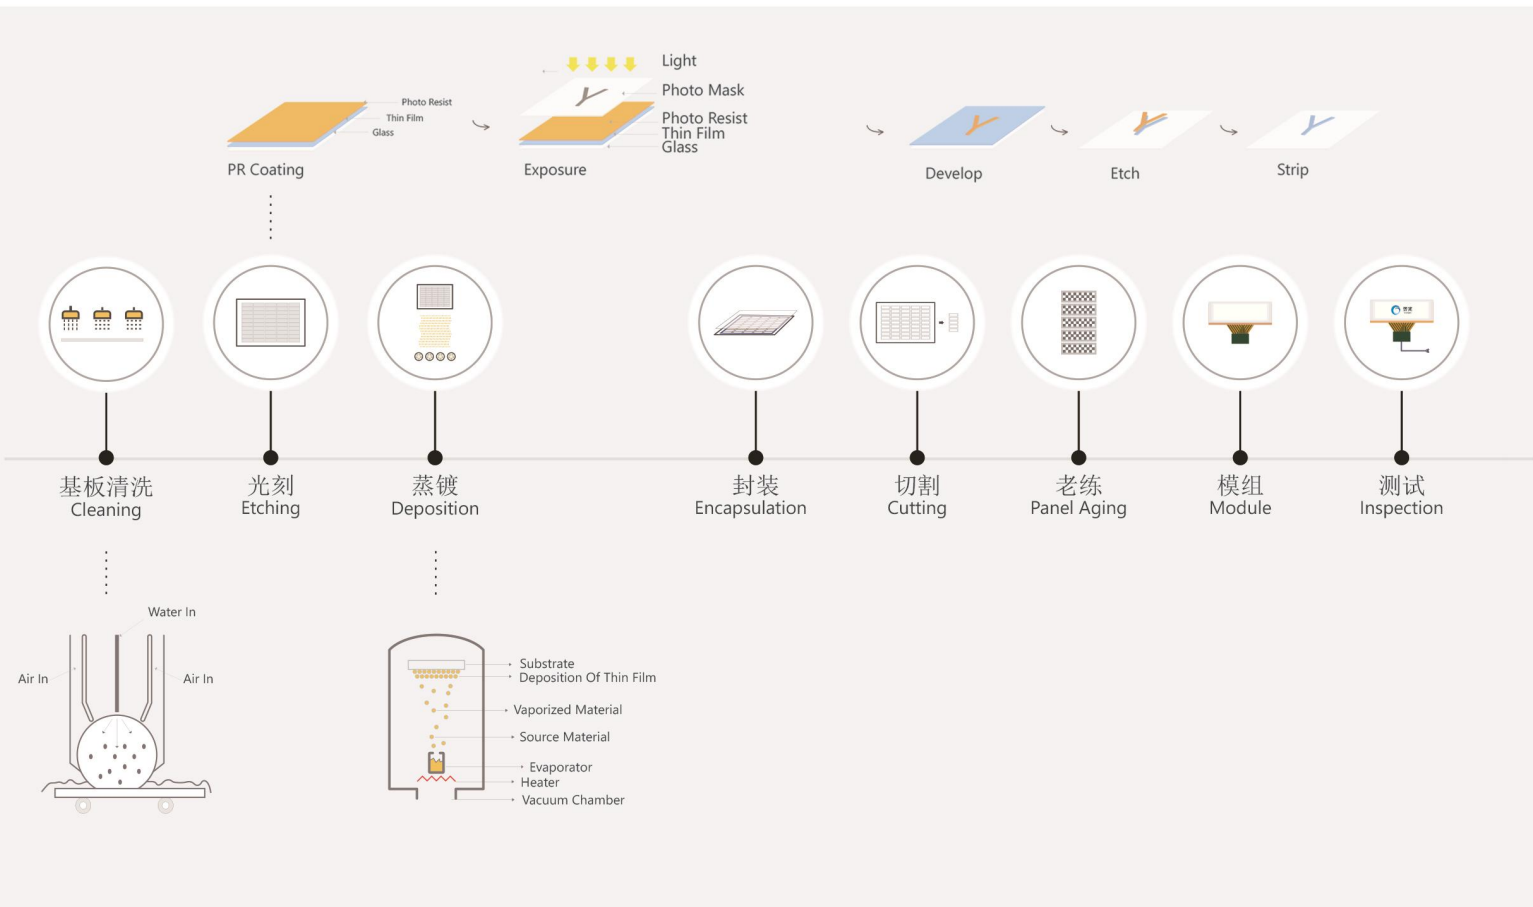 Light
Photo Mask
Photo Resist
Thin Film
Glass
Photo Resist
Thin Film
Glass
PR Coating
Exposure
Develop
Etch
Strip
基板清洗
Cleaning
光刻
Etching
蒸镀
Deposition
封装
Encapsulation
切割
Cutting
老练
Panel Aging
模组
Module
测试
Inspection
Water In
Air In
Air In
Substrate
Deposition Of Thin Film
Vaporized Material
Source Material
Evaporator
Heater
Vacuum Chamber